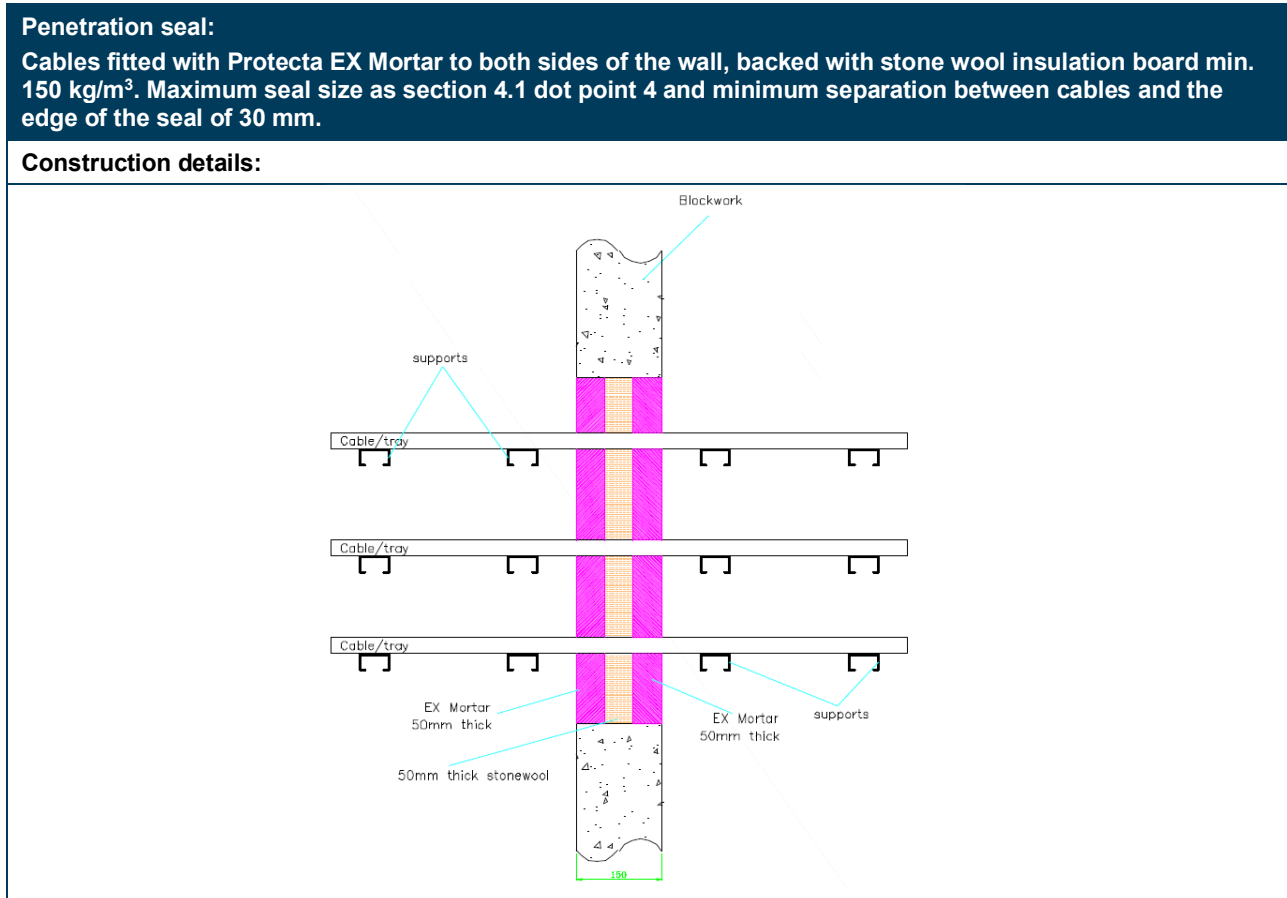 Penetration seal:
Cables fitted with Protecta EX Mortar to both sides of the wall, backed with stone wool insulation board min.
150 kg/m³. Maximum seal size as section 4.1 dot point 4 and minimum separation between cables and the
edge of the seal of 30 mm.
Construction details:
Blockwork
supports
Cable/tray
Cable/tray
Cable/tray
EX Mortar
50mm thick
EX Mortar
50mm thick
supports
50mm thick stonewool
150